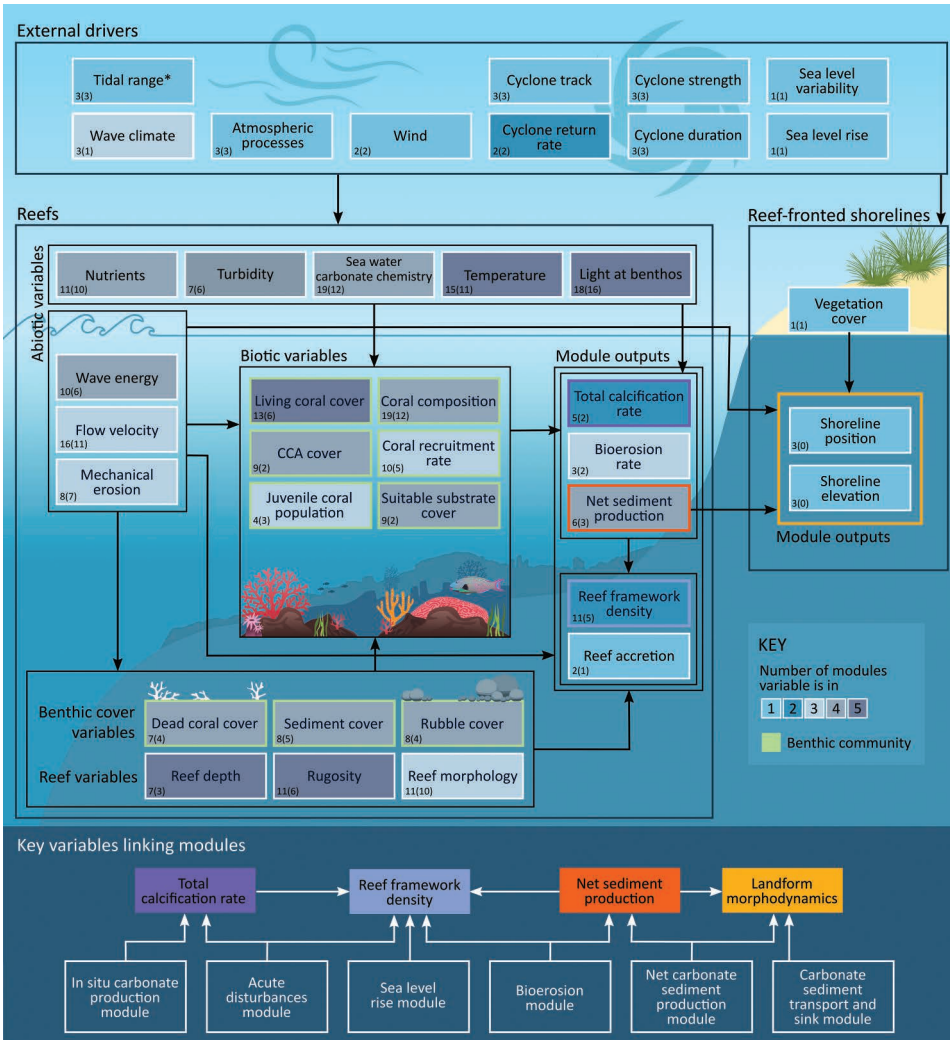 External drivers
Tidal range*
3(3)
Cyclone track
3(3)
Cyclone strength
3(3)
Sea level
variability
1(1)
Wave climate
3(1)
Atmospheric
processes
3(3)
Wind
2(2)
Cyclone return
rate
2(2)
Cyclone duration
3(3)
Sea level rise
1(1)
Reefs
Abiotic variables
Nutrients
11(10)
Turbidity
7(6)
Sea water
carbonate chemistry
19(12)
Temperature
15(11)
Light at benthos
18(16)
Wave energy
10(6)
Flow velocity
16(11)
Mechanical
erosion
8(7)
Biotic variables
Living coral cover
13(6)
Coral composition
19(12)
CCA cover
9(2)
Coral recruitment
rate
10(5)
Juvenile coral
population
4(3)
Suitable substrate
cover
9(2)
Module outputs
Total calcification
rate
5(2)
Bioerosion
rate
3(2)
Net sediment
production
6(3)
Reef framework
density
11(5)
Reef accretion
2(1)
Benthic cover
variables
Dead coral cover
7(4)
Sediment cover
8(5)
Rubble cover
8(4)
Reef variables
Reef depth
7(3)
Rugosity
11(6)
Reef morphology
11(10)
Reef-fronted shorelines
Vegetation
cover
1(1)
Shoreline
position
3(0)
Shoreline
elevation
3(0)
Module outputs
KEY
Number of modules
variable is in
1 2 3 4 5
Benthic community
Key variables linking modules
Total
calcification rate
Reef framework
density
Net sediment
production
Landform
morphodynamics
In situ carbonate
production
module
Acute
disturbances
module
Sea level
rise module
Bioerosion
module
Net carbonate
sediment
production module
Carbonate
sediment
transport and
sink module